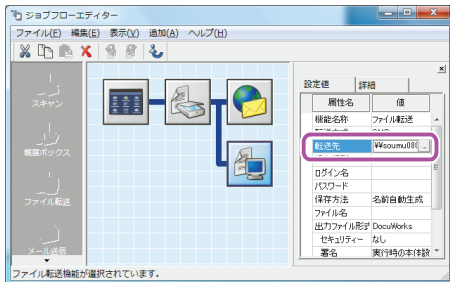 ジョブフローエディター
ファイル(F) 編集(E) 表示(V) 追加(A) ヘルプ(H)
スキャン
親展ボックス
ファイル転送
メール送信
設定値 詳細
属性名 値
機能名称 ファイル転送
転送先 ¥¥soumu080 ...
ログイン名
パスワード
保存方法 名前自動生成
ファイル名
出力ファイル形式 DocuWorks
セキュリティー なし
署名 実行時の本体設
ファイル転送機能が選択されています。